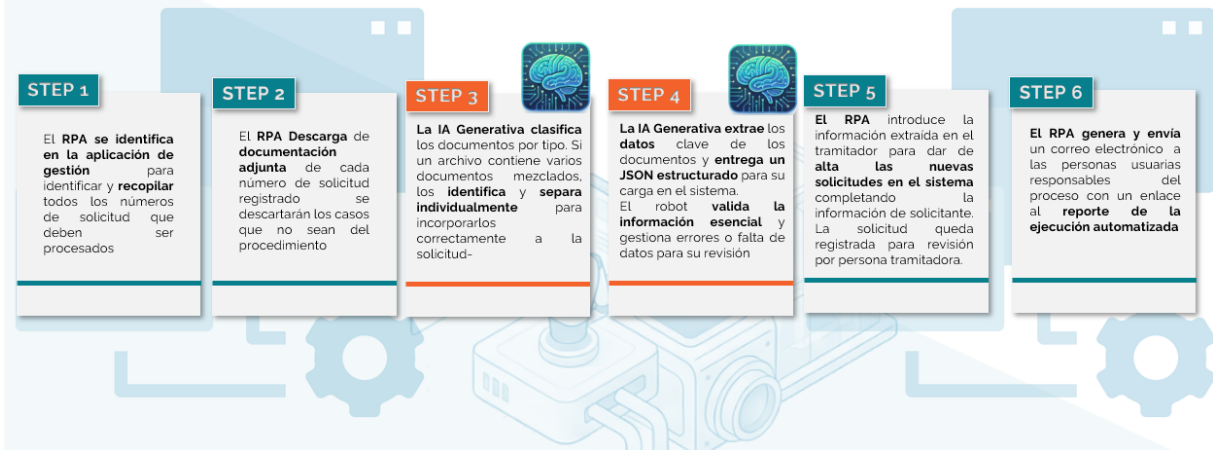 STEP 1
El RPA se identifica
en la aplicación de
gestión para
identificar y recopilar
todos los números
de solicitud que
deben ser
procesados
STEP 2
El RPA Descarga de
documentación
adjunta de cada
número de solicitud
registrado se
descartarán los casos
que no sean del
procedimiento
STEP 3
La IA Generativa clasifica
los documentos por tipo. Si
un archivo contiene varios
documentos mezclados,
los identifica y separa
individualmente para
incorporarlos
correctamente a la
solicitud-
STEP 4
La IA Generativa extrae los
datos clave de los
documentos y entrega un
JSON estructurado para su
carga en el sistema.
El robot valida la
información esencial y
gestiona errores o falta de
datos para su revisión
STEP 5
El RPA introduce la
información extraída en el
tramitador para dar de
alta las nuevas
solicitudes en el sistema
completando la
información de solicitante.
La solicitud queda
registrada para revisión
por persona tramitadora.
STEP 6
El RPA genera y envía
un correo electrónico a
las personas usuarias
responsables del
proceso con un enlace
al reporte de la
ejecución automatizada